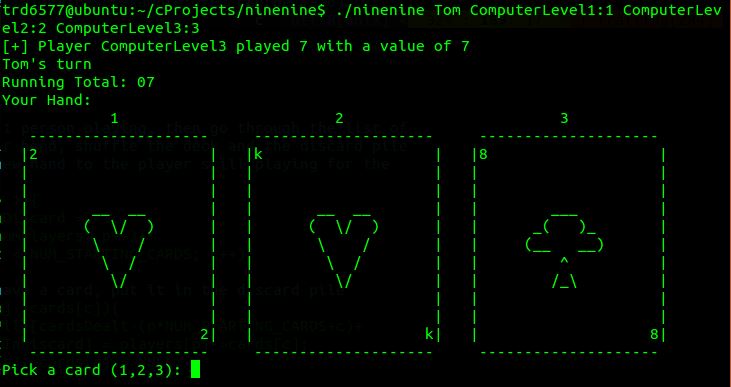 trd6577@ubuntu:~/cProjects/ninenine$ ./ninenine Tom ComputerLevel1:1 ComputerLev
el2:2 ComputerLevel3:3
[+] Player ComputerLevel3 played 7 with a value of 7
Tom's turn
Running Total: 07
Your Hand:
1 2 3
2 k 8
2 k 8
Pick a card (1,2,3):